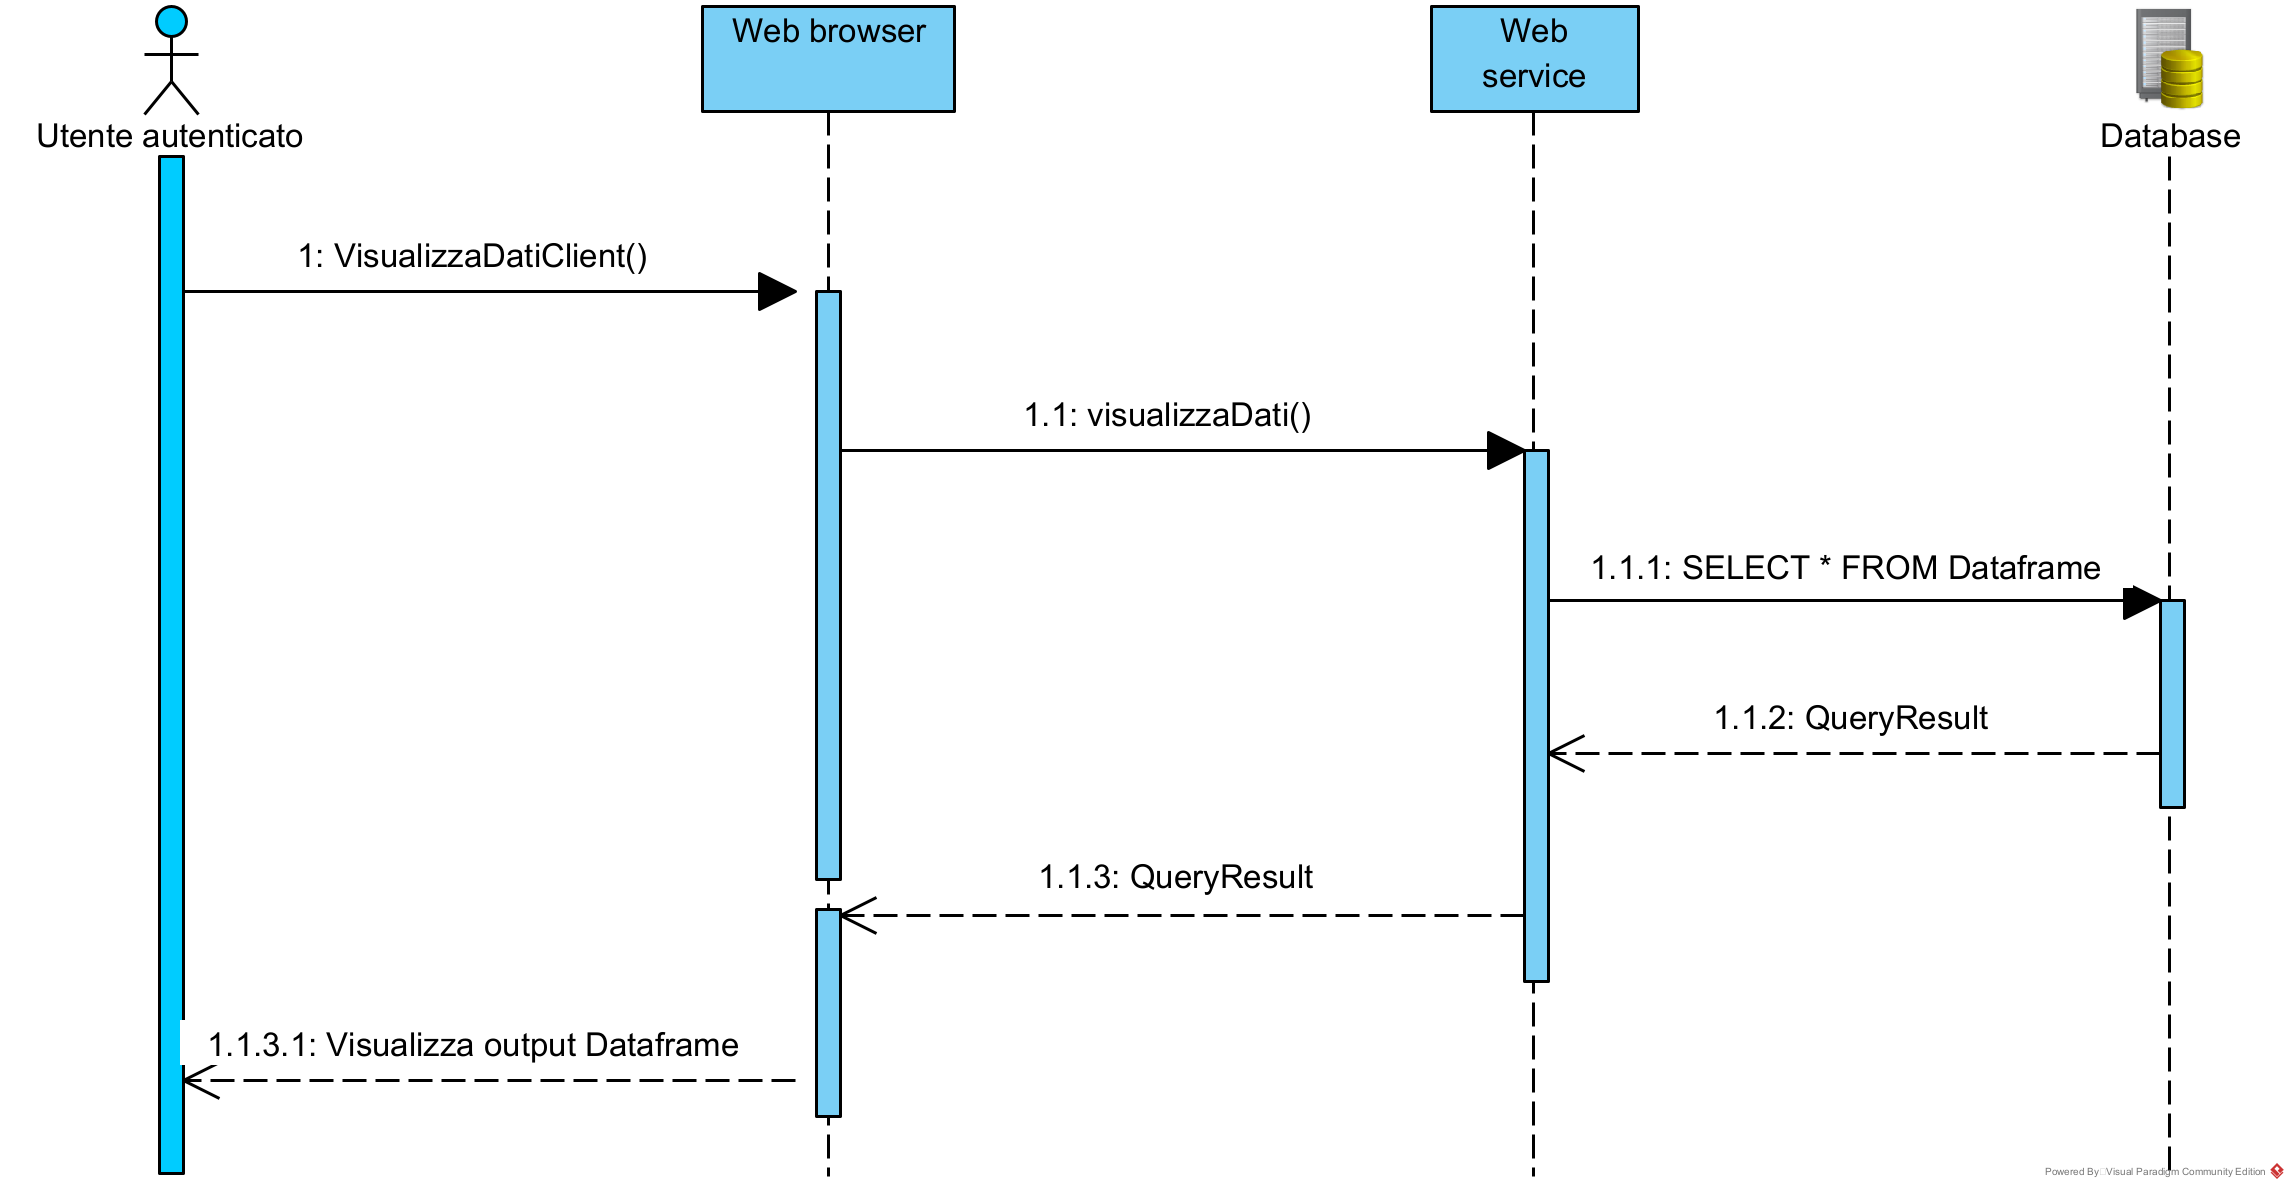 Web browser
Web
service
Utente autenticato
Database
1: VisualizzaDatiClient()
1.1: visualizzaDati()
1.1.1: SELECT * FROM Dataframe
1.1.2: QueryResult
1.1.3: QueryResult
1.1.3.1: Visualizza output Dataframe
Powered By Visual Paradigm Community Edition